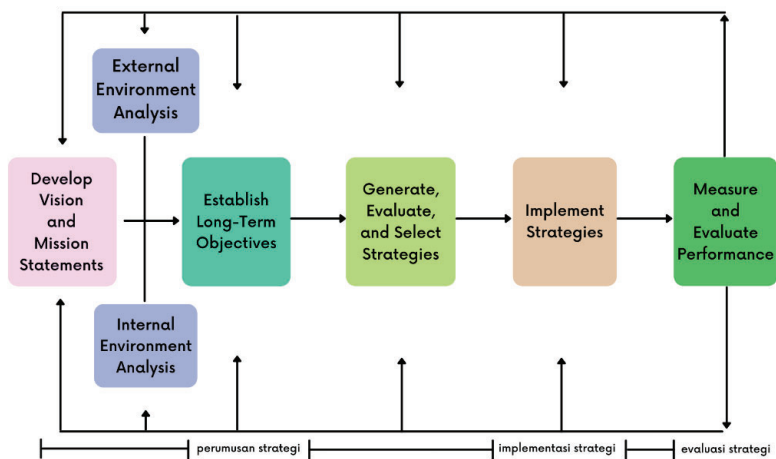 External
Environment
Analysis
Develop
Vision
and
Mission
Statements
Establish
Long-Term
Objectives
Generate,
Evaluate,
and Select
Strategies
Implement
Strategies
Measure
and
Evaluate
Performance
Internal
Environment
Analysis
perumusan strategi
implementasi strategi
evaluasi strategi